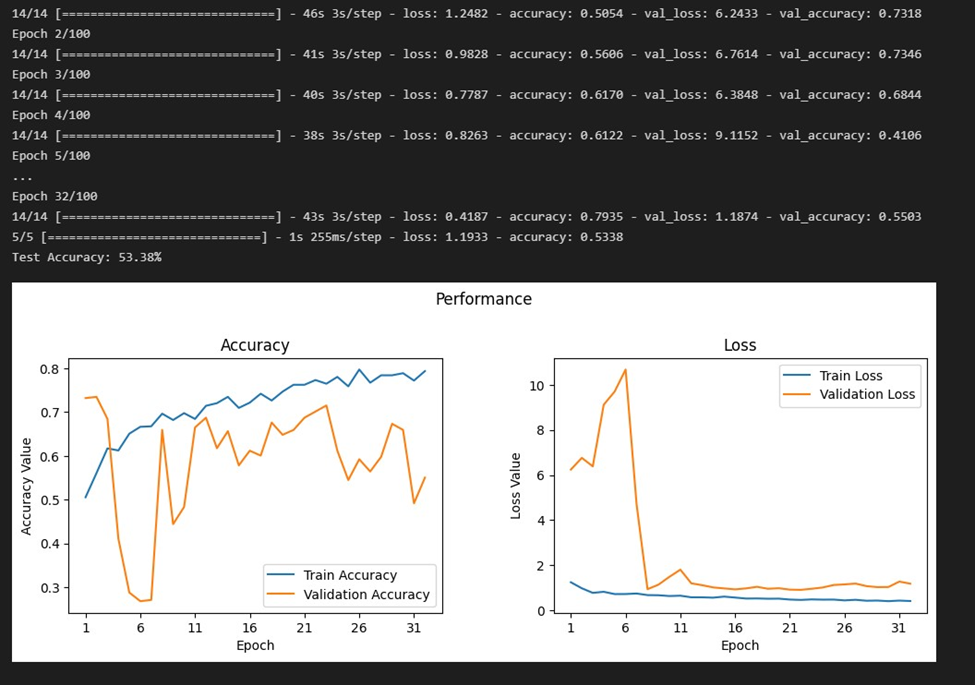 14/14 [==============================] - 46s 3s/step - loss: 1.2482 - accuracy: 0.5054 - val_loss: 6.2433 - val_accuracy: 0.7318
Epoch 2/100
14/14 [==============================] - 41s 3s/step - loss: 0.9828 - accuracy: 0.5606 - val_loss: 6.7614 - val_accuracy: 0.7346
Epoch 3/100
14/14 [==============================] - 40s 3s/step - loss: 0.7787 - accuracy: 0.6170 - val_loss: 6.3848 - val_accuracy: 0.6844
Epoch 4/100
14/14 [==============================] - 38s 3s/step - loss: 0.8263 - accuracy: 0.6122 - val_loss: 9.1152 - val_accuracy: 0.4106
Epoch 5/100
...
Epoch 32/100
14/14 [==============================] - 43s 3s/step - loss: 0.4187 - accuracy: 0.7935 - val_loss: 1.1874 - val_accuracy: 0.5503
5/5 [==============================] - 1s 255ms/step - loss: 1.1933 - accuracy: 0.5338
Test Accuracy: 53.38%
Performance
Accuracy
Accuracy Value
0.8
0.7
0.6
0.5
0.4
0.3
Train Accuracy
Validation Accuracy
1 6 11 16 21 26 31
Epoch
Loss
Loss Value
10
8
6
4
2
0
Train Loss
Validation Loss
1 6 11 16 21 26 31
Epoch